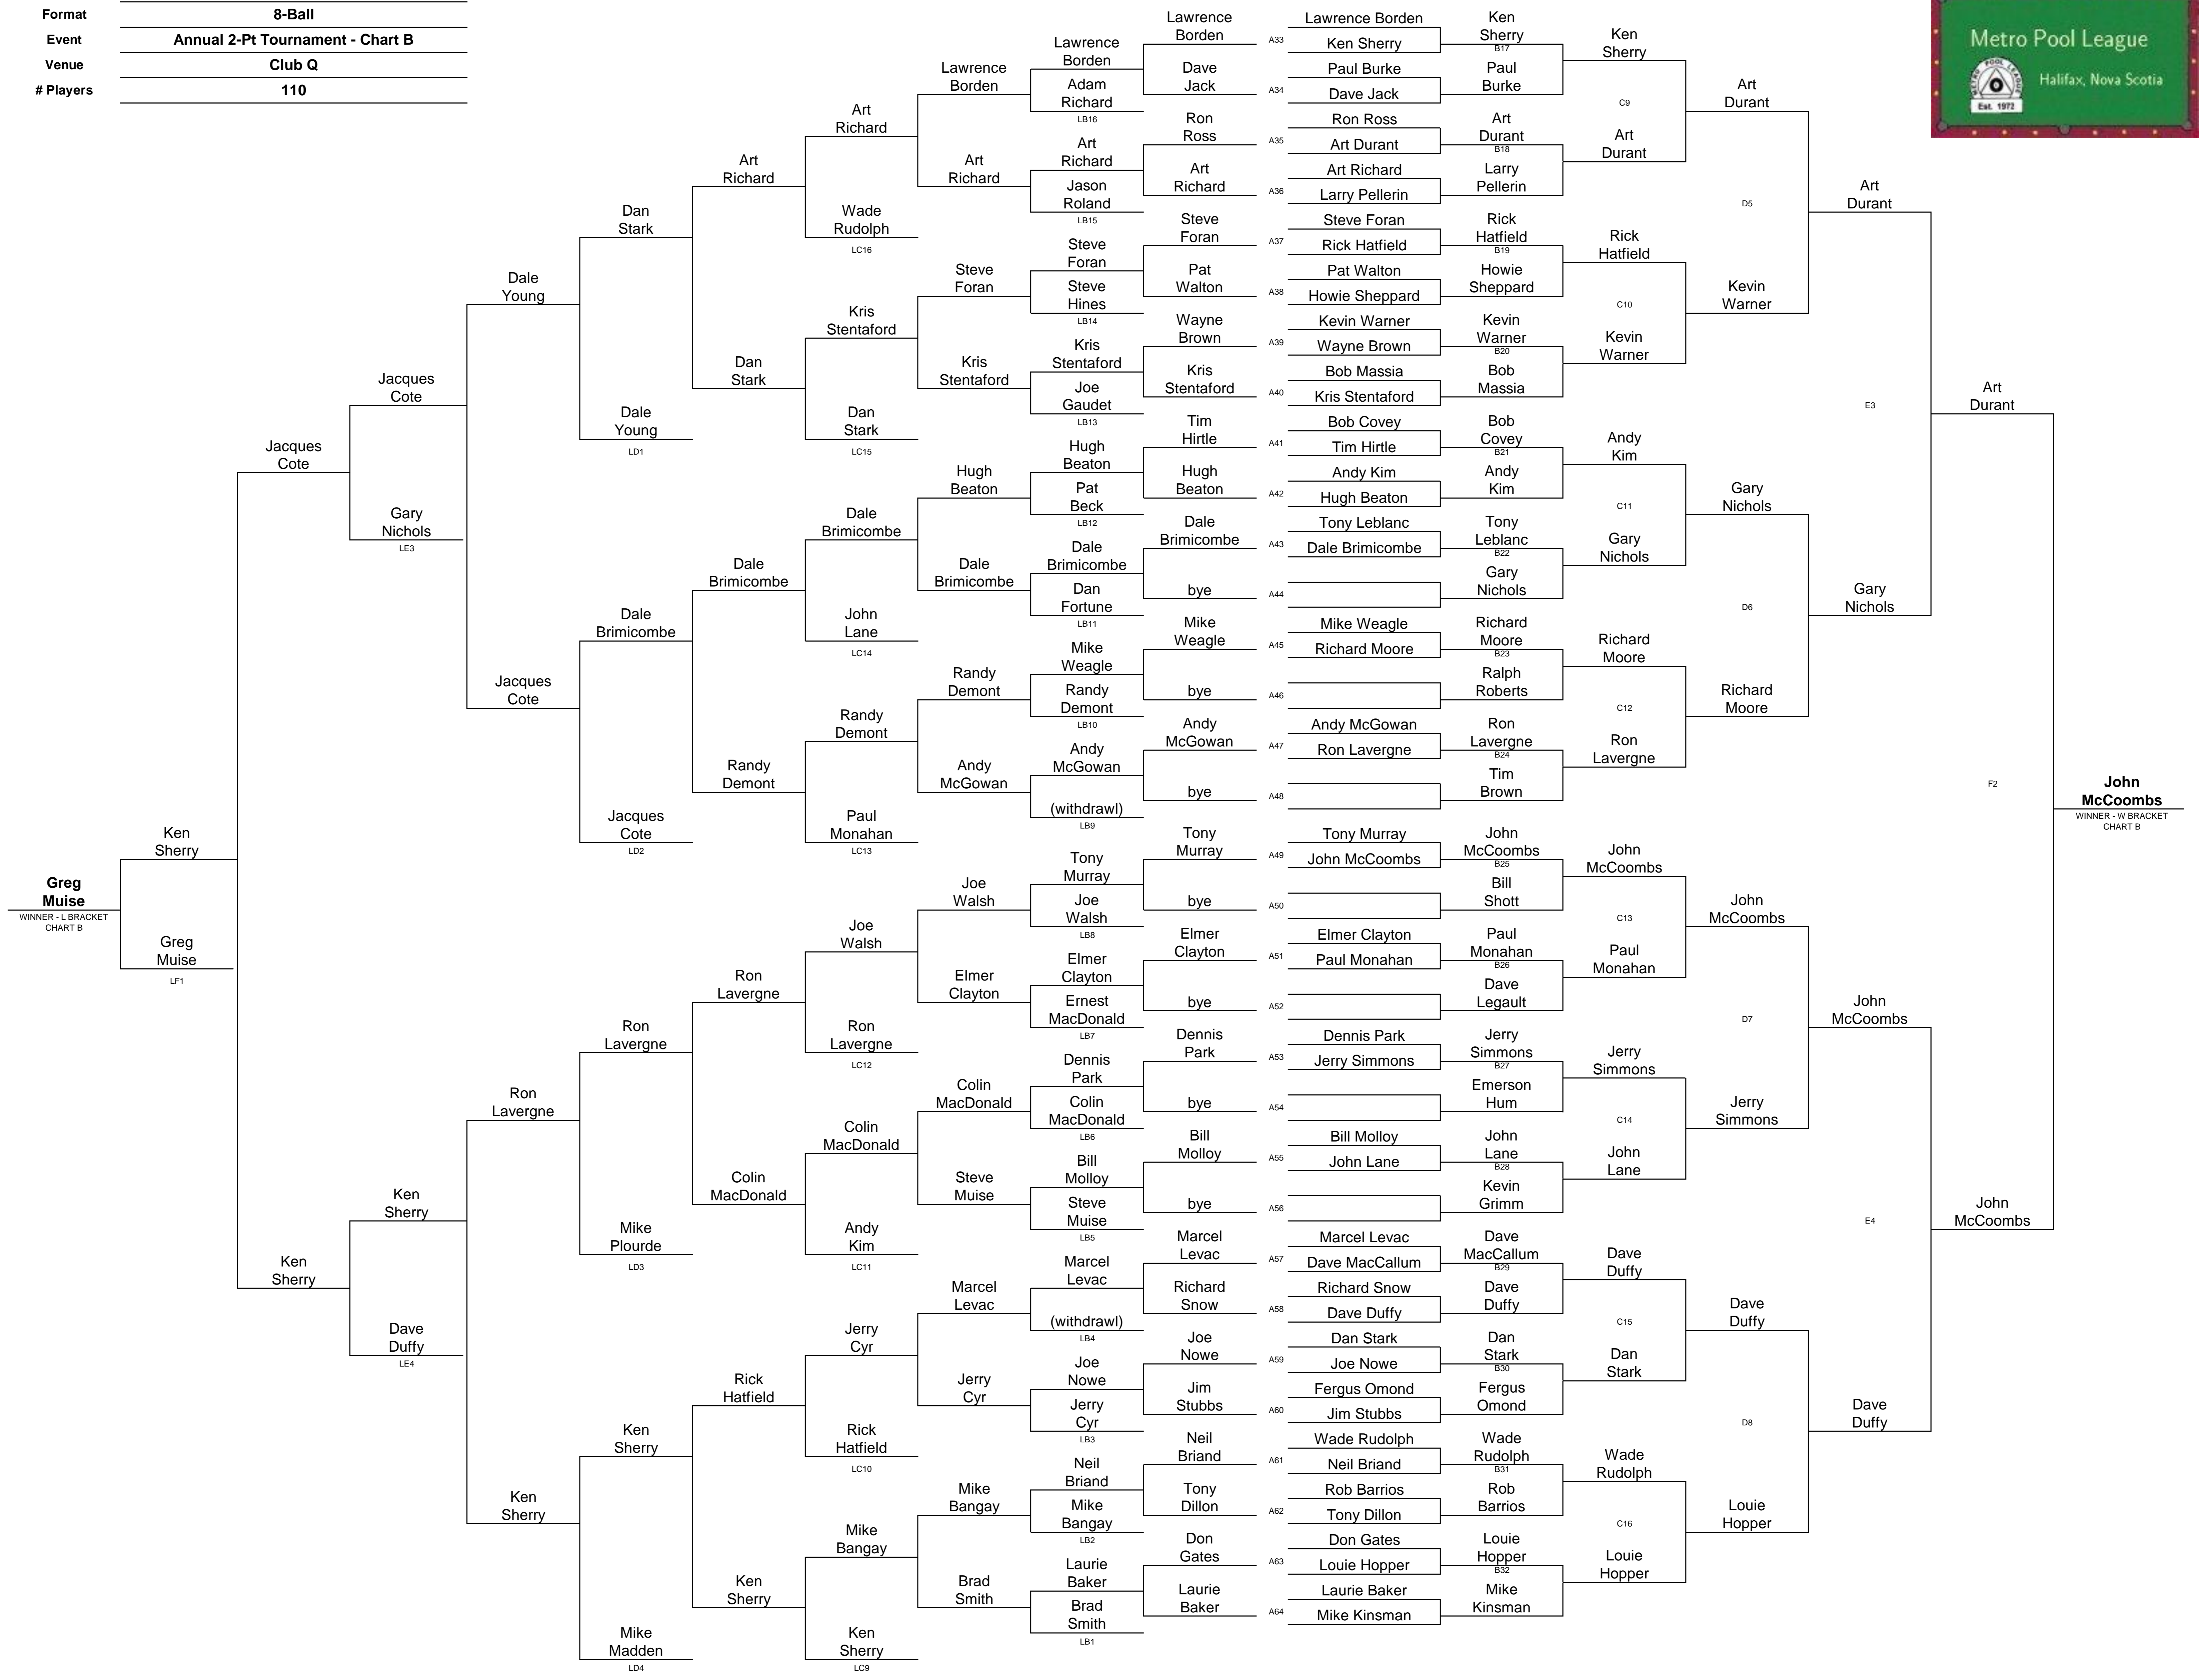 Format
8-Ball
Event
Annual 2-Pt Tournament - Chart B
Venue
Club Q
# Players
110
Metro Pool League
Halifax, Nova Scotia
METRO POOL LEAGUE
Est. 1972
Greg
Muise
WINNER - L BRACKET
CHART B
Ken
Sherry
Greg
Muise
LF1
Jacques
Cote
Ken
Sherry
Jacques
Cote
Gary
Nichols
LE3
Ken
Sherry
Dave
Duffy
LE4
Dale
Young
Jacques
Cote
Ron
Lavergne
Ken
Sherry
Dan
Stark
Dale
Young
LD1
Dale
Brimicombe
Jacques
Cote
LD2
Ron
Lavergne
Mike
Plourde
LD3
Ken
Sherry
Mike
Madden
LD4
Art
Richard
Dan
Stark
Dale
Brimicombe
Randy
Demont
Ron
Lavergne
Colin
MacDonald
Rick
Hatfield
Ken
Sherry
Art
Richard
Wade
Rudolph
LC16
Kris
Stentaford
Dan
Stark
LC15
Dale
Brimicombe
John
Lane
LC14
Randy
Demont
Paul
Monahan
LC13
Joe
Walsh
Ron
Lavergne
LC12
Colin
MacDonald
Andy
Kim
LC11
Jerry
Cyr
Rick
Hatfield
LC10
Mike
Bangay
Ken
Sherry
LC9
Lawrence
Borden
Art
Richard
Steve
Foran
Kris
Stentaford
Hugh
Beaton
Dale
Brimicombe
Randy
Demont
Andy
McGowan
Joe
Walsh
Elmer
Clayton
Colin
MacDonald
Steve
Muise
Marcel
Levac
Jerry
Cyr
Mike
Bangay
Brad
Smith
Lawrence
Borden
Adam
Richard
LB16
Art
Richard
Jason
Roland
LB15
Steve
Foran
Steve
Hines
LB14
Kris
Stentaford
Joe
Gaudet
LB13
Hugh
Beaton
Pat
Beck
LB12
Dale
Brimicombe
Dan
Fortune
LB11
Mike
Weagle
Randy
Demont
LB10
Andy
McGowan
(withdrawl)
LB9
Tony
Murray
Joe
Walsh
LB8
Elmer
Clayton
Ernest
MacDonald
LB7
Dennis
Park
Colin
MacDonald
LB6
Bill
Molloy
Steve
Muise
LB5
Marcel
Levac
(withdrawl)
LB4
Joe
Nowe
Jerry
Cyr
LB3
Neil
Briand
Mike
Bangay
LB2
Laurie
Baker
Brad
Smith
LB1
Lawrence
Borden
Dave
Jack
Ron
Ross
Art
Richard
Steve
Foran
Pat
Walton
Wayne
Brown
Kris
Stentaford
Tim
Hirtle
Hugh
Beaton
Dale
Brimicombe
bye
Mike
Weagle
bye
Andy
McGowan
bye
Tony
Murray
bye
Elmer
Clayton
bye
Dennis
Park
bye
Bill
Molloy
bye
Marcel
Levac
Richard
Snow
Joe
Nowe
Jim
Stubbs
Neil
Briand
Tony
Dillon
Don
Gates
Laurie
Baker
A33
A34
A35
A36
A37
A38
A39
A40
A41
A42
A43
A44
A45
A46
A47
A48
A49
A50
A51
A52
A53
A54
A55
A56
A57
A58
A59
A60
A61
A62
A63
A64
Lawrence Borden
Ken Sherry
Paul Burke
Dave Jack
Ron Ross
Art Durant
Art Richard
Larry Pellerin
Steve Foran
Rick Hatfield
Pat Walton
Howie Sheppard
Kevin Warner
Wayne Brown
Bob Massia
Kris Stentaford
Bob Covey
Tim Hirtle
Andy Kim
Hugh Beaton
Tony Leblanc
Dale Brimicombe
Mike Weagle
Richard Moore
Andy McGowan
Ron Lavergne
Tony Murray
John McCoombs
Elmer Clayton
Paul Monahan
Dennis Park
Jerry Simmons
Bill Molloy
John Lane
Marcel Levac
Dave MacCallum
Richard Snow
Dave Duffy
Dan Stark
Joe Nowe
Fergus Omond
Jim Stubbs
Wade Rudolph
Neil Briand
Rob Barrios
Tony Dillon
Don Gates
Louie Hopper
Laurie Baker
Mike Kinsman
Ken
Sherry
B17
Paul
Burke
Art
Durant
B18
Larry
Pellerin
Rick
Hatfield
B19
Howie
Sheppard
Kevin
Warner
B20
Bob
Massia
Bob
Covey
B21
Andy
Kim
Tony
Leblanc
B22
Gary
Nichols
Richard
Moore
B23
Ralph
Roberts
Ron
Lavergne
B24
Tim
Brown
John
McCoombs
B25
Bill
Shott
Paul
Monahan
B26
Dave
Legault
Jerry
Simmons
B27
Emerson
Hum
John
Lane
B28
Kevin
Grimm
Dave
MacCallum
B29
Dave
Duffy
Dan
Stark
B30
Fergus
Omond
Wade
Rudolph
B31
Rob
Barrios
Louie
Hopper
B32
Mike
Kinsman
Ken
Sherry
C9
Art
Durant
Rick
Hatfield
C10
Kevin
Warner
Andy
Kim
C11
Gary
Nichols
Richard
Moore
C12
Ron
Lavergne
John
McCoombs
C13
Paul
Monahan
Jerry
Simmons
C14
John
Lane
Dave
Duffy
C15
Dan
Stark
Wade
Rudolph
C16
Louie
Hopper
Art
Durant
D5
Kevin
Warner
Gary
Nichols
D6
Richard
Moore
John
McCoombs
D7
Jerry
Simmons
Dave
Duffy
D8
Louie
Hopper
Art
Durant
E3
Gary
Nichols
John
McCoombs
E4
Dave
Duffy
Art
Durant
F2
John
McCoombs
John
McCoombs
WINNER - W BRACKET
CHART B